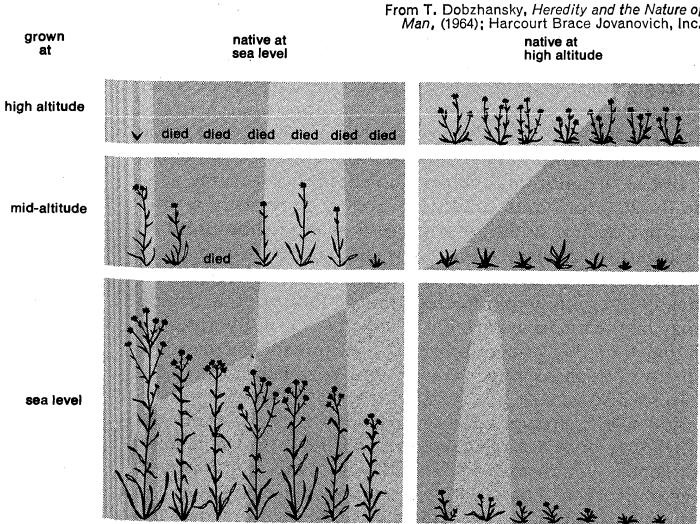 From T. Dobzhansky, Heredity and the Nature of
Man, (1964); Harcourt Brace Jovanovich, Inc.
grown
at
native at
sea level
native at
high altitude
high altitude
died died died died died died
mid-altitude
died
sea level